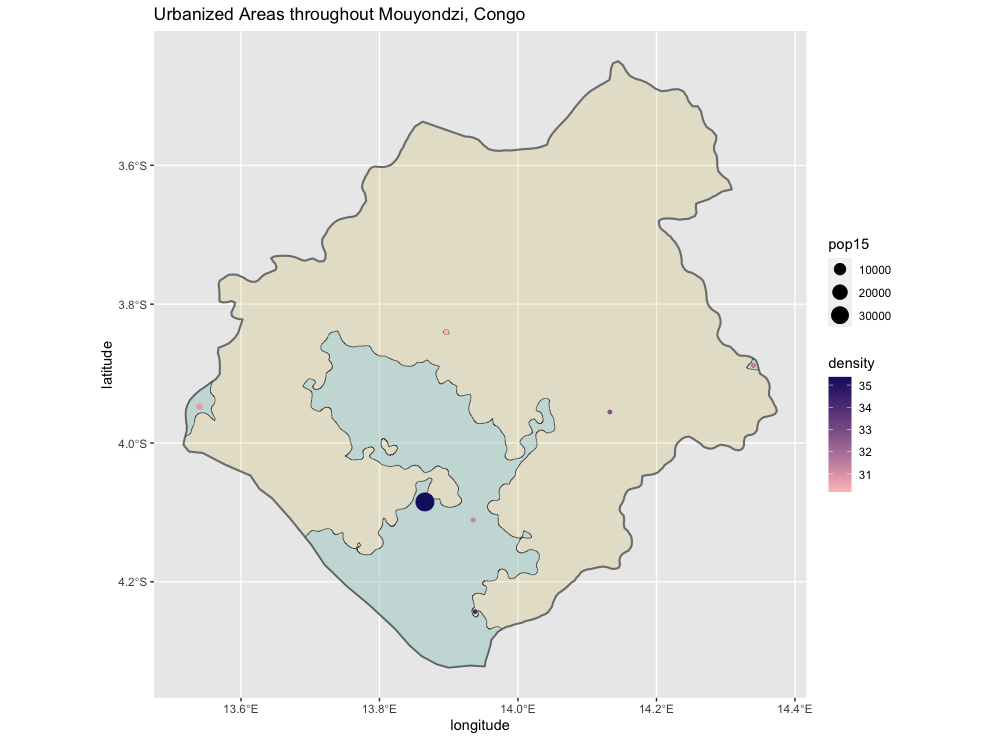 Urbanized Areas throughout Mouyondzi, Congo
3.6°S
3.8°S
4.0°S
4.2°S
latitude
13.6°E
13.8°E
14.0°E
14.2°E
14.4°E
longitude
pop15
10000
20000
30000
density
35
34
33
32
31